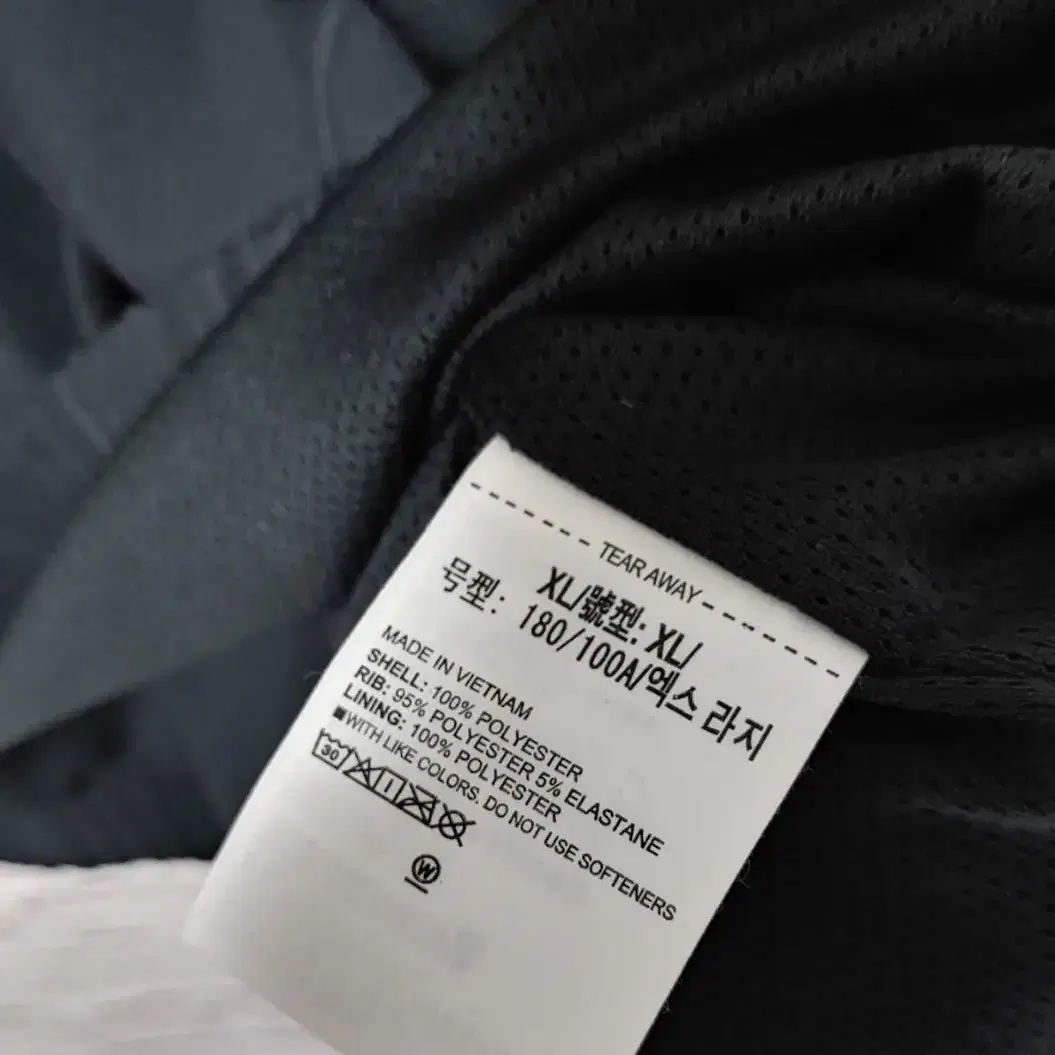 TEAR AWAY
XL/號型: XL/
号型: 180/100A/엑스 라지
MADE IN VIETNAM
SHELL: 100% POLYESTER
RIB: 95% POLYESTER 5% ELASTANE
LINING: 100% POLYESTER
■WITH LIKE COLORS. DO NOT USE SOFTENERS
30
W